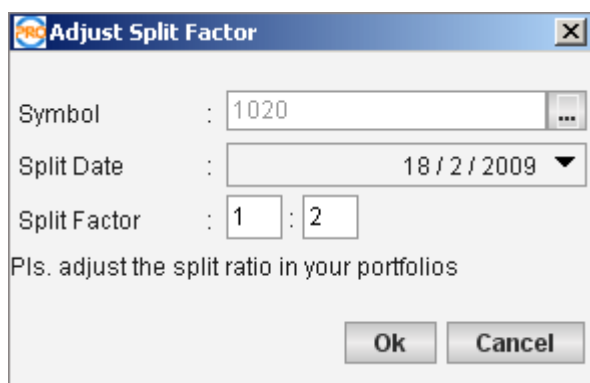 PRO Adjust Split Factor
Symbol : 1020 ...
Split Date : 18 / 2 / 2009
Split Factor : 1 : 2
Pls. adjust the split ratio in your portfolios
Ok Cancel